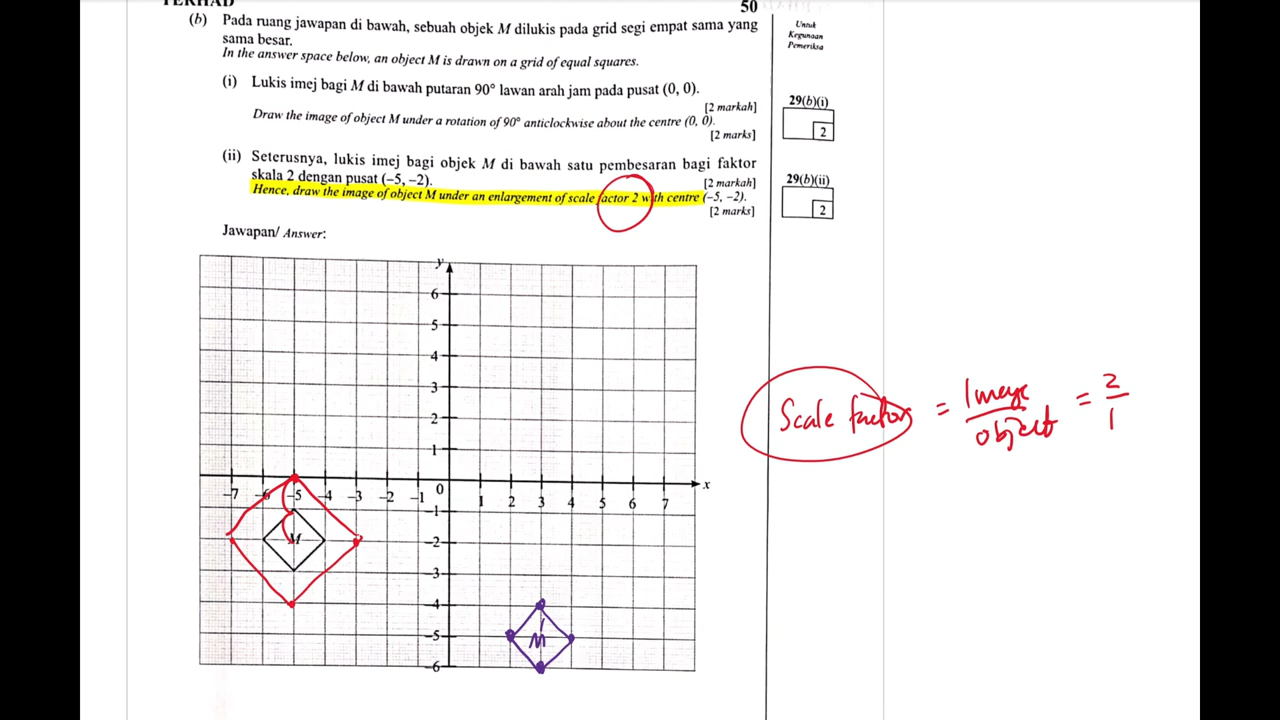 TERHAD
50
(b) Pada ruang jawapan di bawah, sebuah objek M dilukis pada grid segi empat sama yang
sama besar.
In the answer space below, an object M is drawn on a grid of equal squares.
(i) Lukis imej bagi M di bawah putaran 90° lawan arah jam pada pusat (0, 0).
[2 markah]
Draw the image of object M under a rotation of 90° anticlockwise about the centre (0, 0).
[2 marks]
(ii) Seterusnya, lukis imej bagi objek M di bawah satu pembesaran bagi faktor
skala 2 dengan pusat (–5, –2).
[2 markah]
Hence, draw the image of object M under an enlargement of scale factor 2 with centre (–5, –2).
[2 marks]
Jawapan/ Answer:
Untuk
Kegunaan
Pemeriksa
29(b)(i)
2
29(b)(ii)
2
y
6
5
4
3
2
1
–7 –6 –5 –4 –3 –2 –1 0 1 2 3 4 5 6 7 x
–1
M
–2
–3
–4
–5
M'
–6
Scale factor = Image / object = 2 / 1